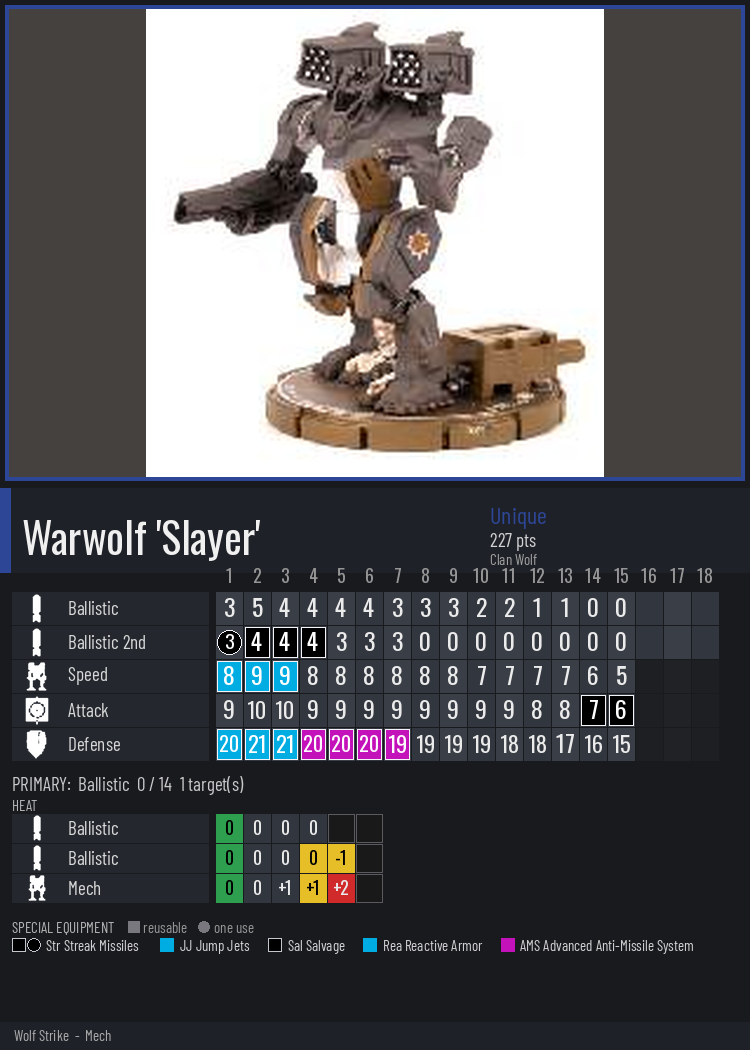 Warwolf 'Slayer'
Unique
227 pts
Clan Wolf
1 2 3 4 5 6 7 8 9 10 11 12 13 14 15 16 17 18
Ballistic 3 5 4 4 4 4 3 3 3 2 2 1 1 0 0
Ballistic 2nd 3 4 4 4 3 3 3 0 0 0 0 0 0 0 0
Speed 8 9 9 8 8 8 8 8 8 7 7 7 7 6 5
Attack 9 10 10 9 9 9 9 9 9 9 9 8 8 7 6
Defense 20 21 21 20 20 20 19 19 19 19 18 18 17 16 15
PRIMARY: Ballistic 0 / 14 1 target(s)
HEAT
Ballistic 0 0 0 0
Ballistic 0 0 0 0 -1
Mech 0 0 +1 +1 +2
SPECIAL EQUIPMENT reusable one use
Str Streak Missiles JJ Jump Jets Sal Salvage Rea Reactive Armor AMS Advanced Anti-Missile System
Wolf Strike - Mech